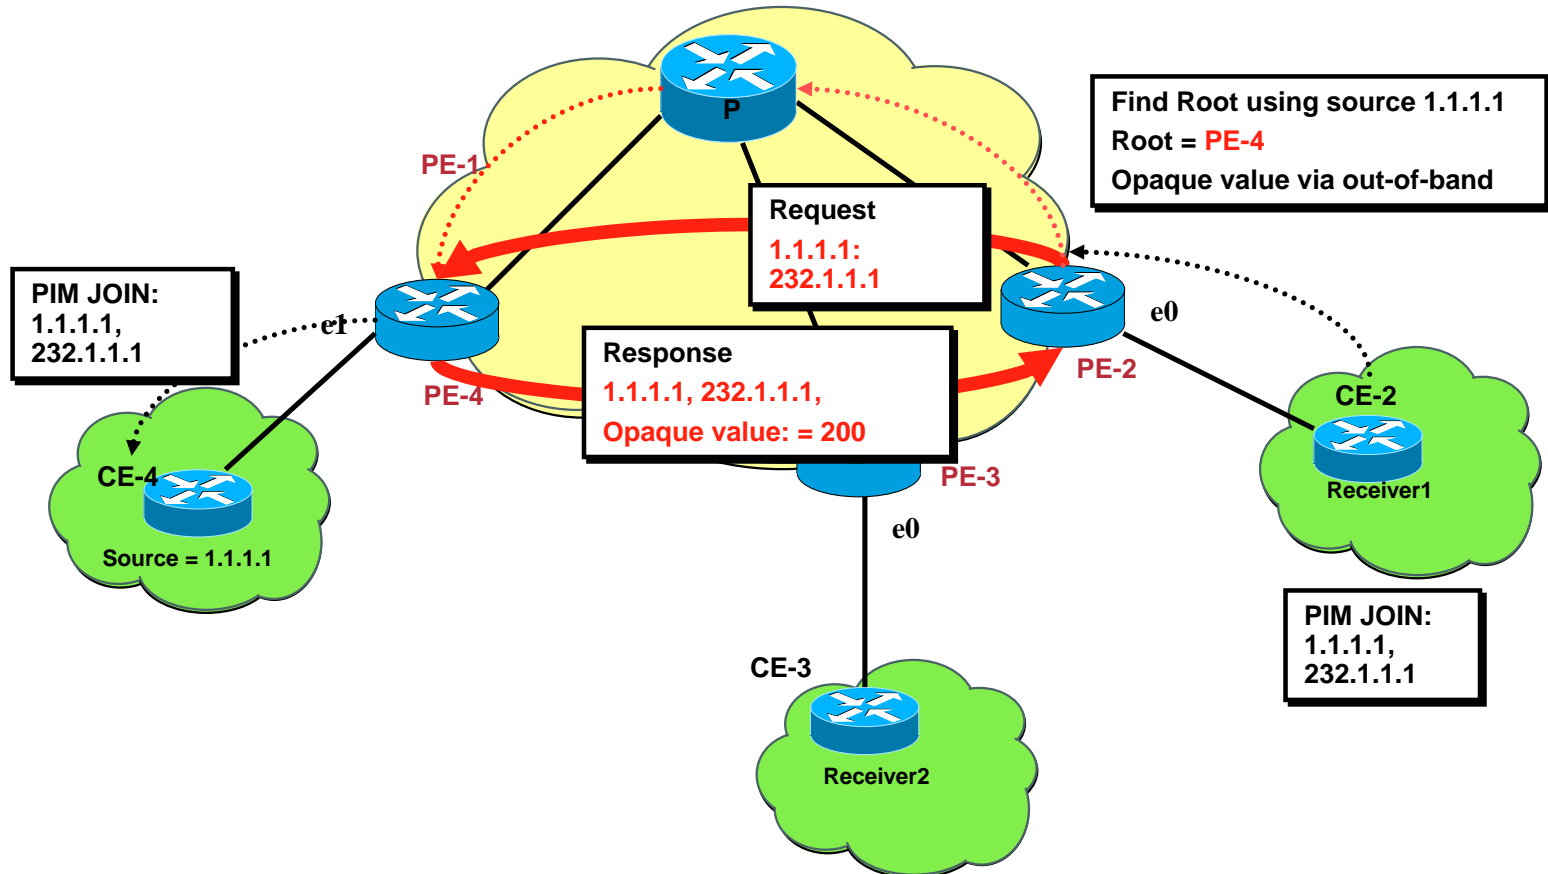 P
Find Root using source 1.1.1.1
Root = PE-4
Opaque value via out-of-band
PE-1
Request
1.1.1.1:
232.1.1.1
PIM JOIN:
1.1.1.1,
232.1.1.1
e1
e0
Response
1.1.1.1, 232.1.1.1,
Opaque value: = 200
PE-4
PE-2
CE-2
Receiver1
CE-4
Source = 1.1.1.1
PE-3
e0
PIM JOIN:
1.1.1.1,
232.1.1.1
CE-3
Receiver2